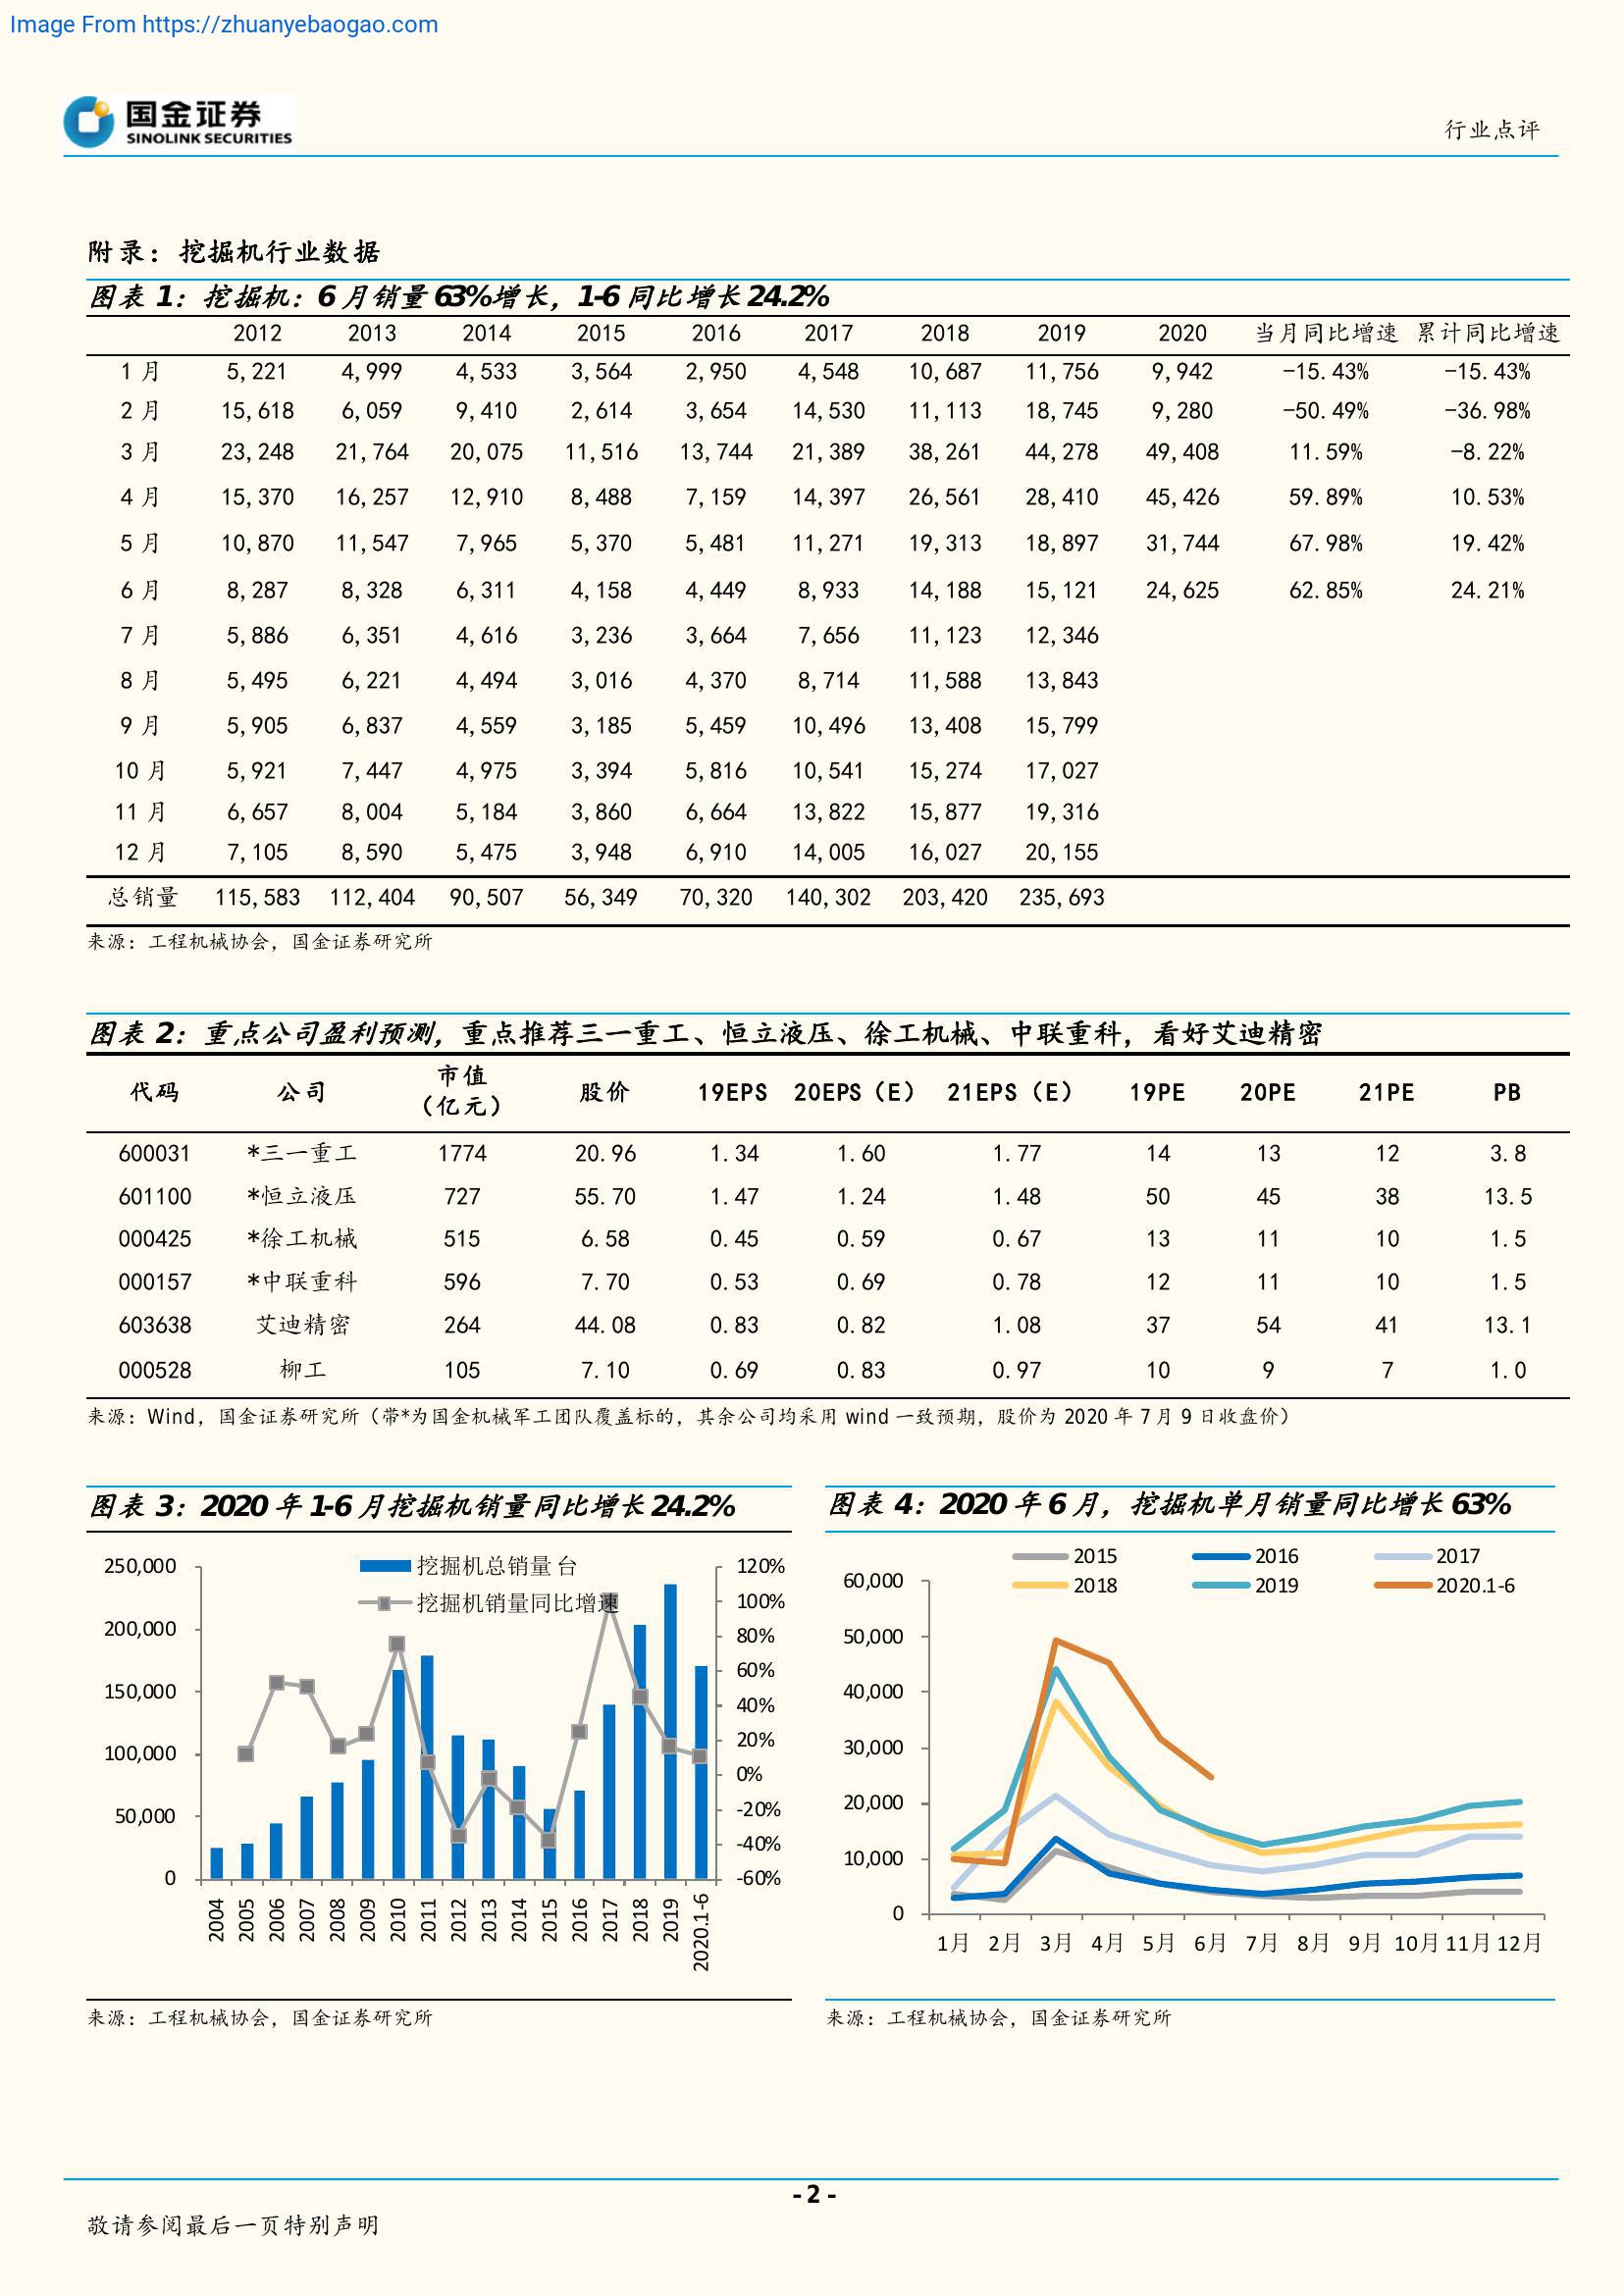 Image From https://zhuanyebaogao.com
国金证券
SINOLINK SECURITIES
行业点评
附录：挖掘机行业数据
图表 1：挖掘机：6 月销量 63%增长，1-6 同比增长 24.2%
2012 2013 2014 2015 2016 2017 2018 2019 2020 当月同比增速 累计同比增速
1 月 5,221 4,999 4,533 3,564 2,950 4,548 10,687 11,756 9,942 -15.43% -15.43%
2 月 15,618 6,059 9,410 2,614 3,654 14,530 11,113 18,745 9,280 -50.49% -36.98%
3 月 23,248 21,764 20,075 11,516 13,744 21,389 38,261 44,278 49,408 11.59% -8.22%
4 月 15,370 16,257 12,910 8,488 7,159 14,397 26,561 28,410 45,426 59.89% 10.53%
5 月 10,870 11,547 7,965 5,370 5,481 11,271 19,313 18,897 31,744 67.98% 19.42%
6 月 8,287 8,328 6,311 4,158 4,449 8,933 14,188 15,121 24,625 62.85% 24.21%
7 月 5,886 6,351 4,616 3,236 3,664 7,656 11,123 12,346
8 月 5,495 6,221 4,494 3,016 4,370 8,714 11,588 13,843
9 月 5,905 6,837 4,559 3,185 5,459 10,496 13,408 15,799
10 月 5,921 7,447 4,975 3,394 5,816 10,541 15,274 17,027
11 月 6,657 8,004 5,184 3,860 6,664 13,822 15,877 19,316
12 月 7,105 8,590 5,475 3,948 6,910 14,005 16,027 20,155
总销量 115,583 112,404 90,507 56,349 70,320 140,302 203,420 235,693
来源：工程机械协会，国金证券研究所
图表 2：重点公司盈利预测，重点推荐三一重工、恒立液压、徐工机械、中联重科，看好艾迪精密
代码 公司 市值（亿元） 股价 19EPS 20EPS（E） 21EPS（E） 19PE 20PE 21PE PB
600031 *三一重工 1774 20.96 1.34 1.60 1.77 14 13 12 3.8
601100 *恒立液压 727 55.70 1.47 1.24 1.48 50 45 38 13.5
000425 *徐工机械 515 6.58 0.45 0.59 0.67 13 11 10 1.5
000157 *中联重科 596 7.70 0.53 0.69 0.78 12 11 10 1.5
603638 艾迪精密 264 44.08 0.83 0.82 1.08 37 54 41 13.1
000528 柳工 105 7.10 0.69 0.83 0.97 10 9 7 1.0
来源：Wind，国金证券研究所（带*为国金机械军工团队覆盖标的，其余公司均采用 wind 一致预期，股价为 2020 年 7 月 9 日收盘价）
图表 3：2020 年 1-6 月挖掘机销量同比增长 24.2%
挖掘机总销量 台
挖掘机销量同比增速
250,000
200,000
150,000
100,000
50,000
0
120%
100%
80%
60%
40%
20%
0%
-20%
-40%
-60%
2004 2005 2006 2007 2008 2009 2010 2011 2012 2013 2014 2015 2016 2017 2018 2019 2020.1-6
来源：工程机械协会，国金证券研究所
图表 4：2020 年 6 月，挖掘机单月销量同比增长 63%
2015 2016 2017
2018 2019 2020.1-6
60,000
50,000
40,000
30,000
20,000
10,000
0
1月 2月 3月 4月 5月 6月 7月 8月 9月 10月 11月 12月
来源：工程机械协会，国金证券研究所
- 2 -
敬请参阅最后一页特别声明